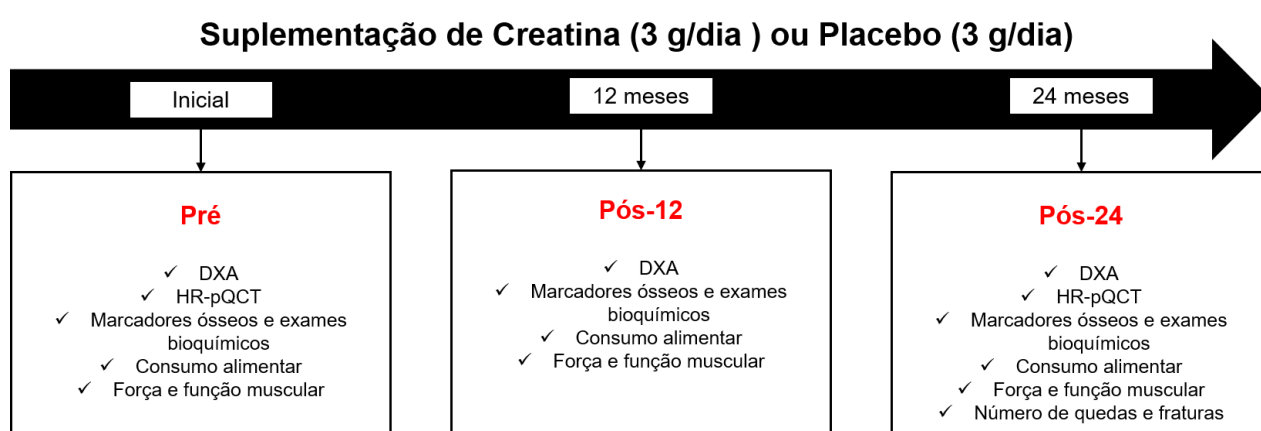 Suplementação de Creatina (3 g/dia ) ou Placebo (3 g/dia)
Inicial
12 meses
24 meses
Pré
✓ DXA
✓ HR-pQCT
✓ Marcadores ósseos e exames
bioquímicos
✓ Consumo alimentar
✓ Força e função muscular
Pós-12
✓ DXA
✓ Marcadores ósseos e exames
bioquímicos
✓ Consumo alimentar
✓ Força e função muscular
Pós-24
✓ DXA
✓ HR-pQCT
✓ Marcadores ósseos e exames
bioquímicos
✓ Consumo alimentar
✓ Força e função muscular
✓ Número de quedas e fraturas